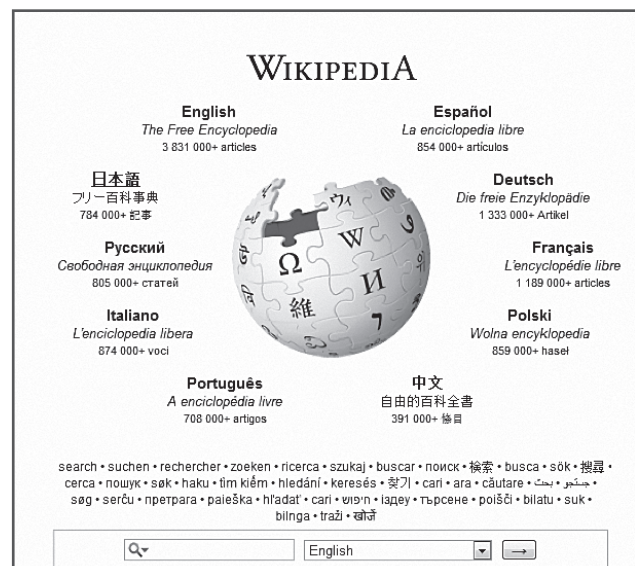 WIKIPEDIA
English
The Free Encyclopedia
3 831 000+ articles
Español
La enciclopedia libre
854 000+ artículos
日本語
フリー百科事典
784 000+ 記事
Deutsch
Die freie Enzyklopädie
1 333 000+ Artikel
Русский
Свободная энциклопедия
805 000+ статей
Français
L'encyclopédie libre
1 189 000+ articles
Italiano
L'enciclopedia libera
874 000+ voci
Polski
Wolna encyklopedia
859 000+ haseł
Português
A enciclopédia livre
708 000+ artigos
中文
自由的百科全書
391 000+ 條目
Ω W И 維 ウィ 7
search • suchen • rechercher • zoeken • ricerca • szukaj • buscar • поиск • 検索 • busca • sök • 搜尋 •
cerca • пошук • søk • haku • tìm kiếm • hledání • keresés • 찾기 • cari • ara • căutare • جستجو • بحث •
søg • serĉu • претрага • paieška • hľadať • cari • חיפוש • іздеу • търсене • poišči • bilatu • suk •
bilnga • traži • खोजें
English